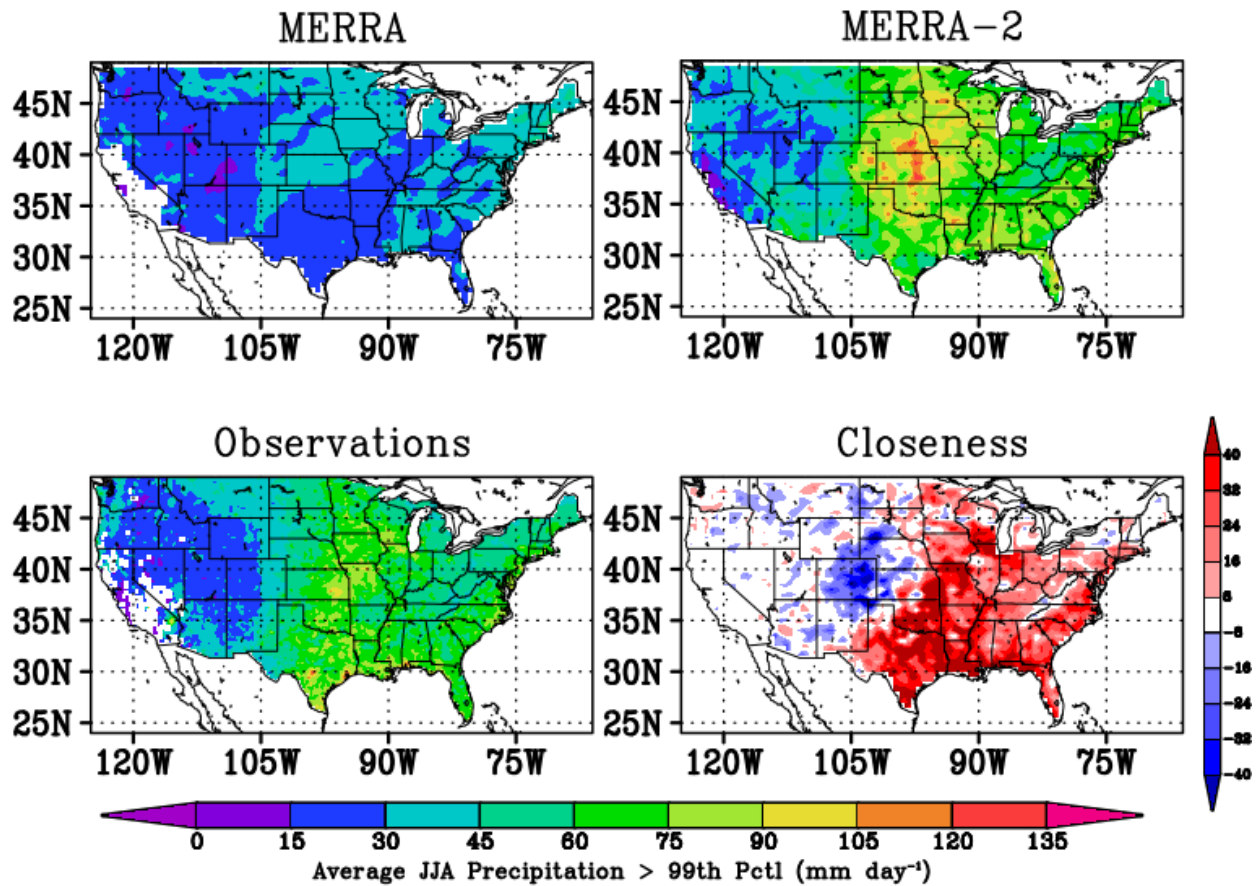 MERRA
MERRA-2
45N
40N
35N
30N
25N
120W 105W 90W 75W
45N
40N
35N
30N
25N
120W 105W 90W 75W
Observations
Closeness
45N
40N
35N
30N
25N
120W 105W 90W 75W
45N
40N
35N
30N
25N
120W 105W 90W 75W
40
32
24
16
8
-8
-16
-24
-32
-40
0 15 30 45 60 75 90 105 120 135
Average JJA Precipitation > 99th Pctl (mm day⁻¹)